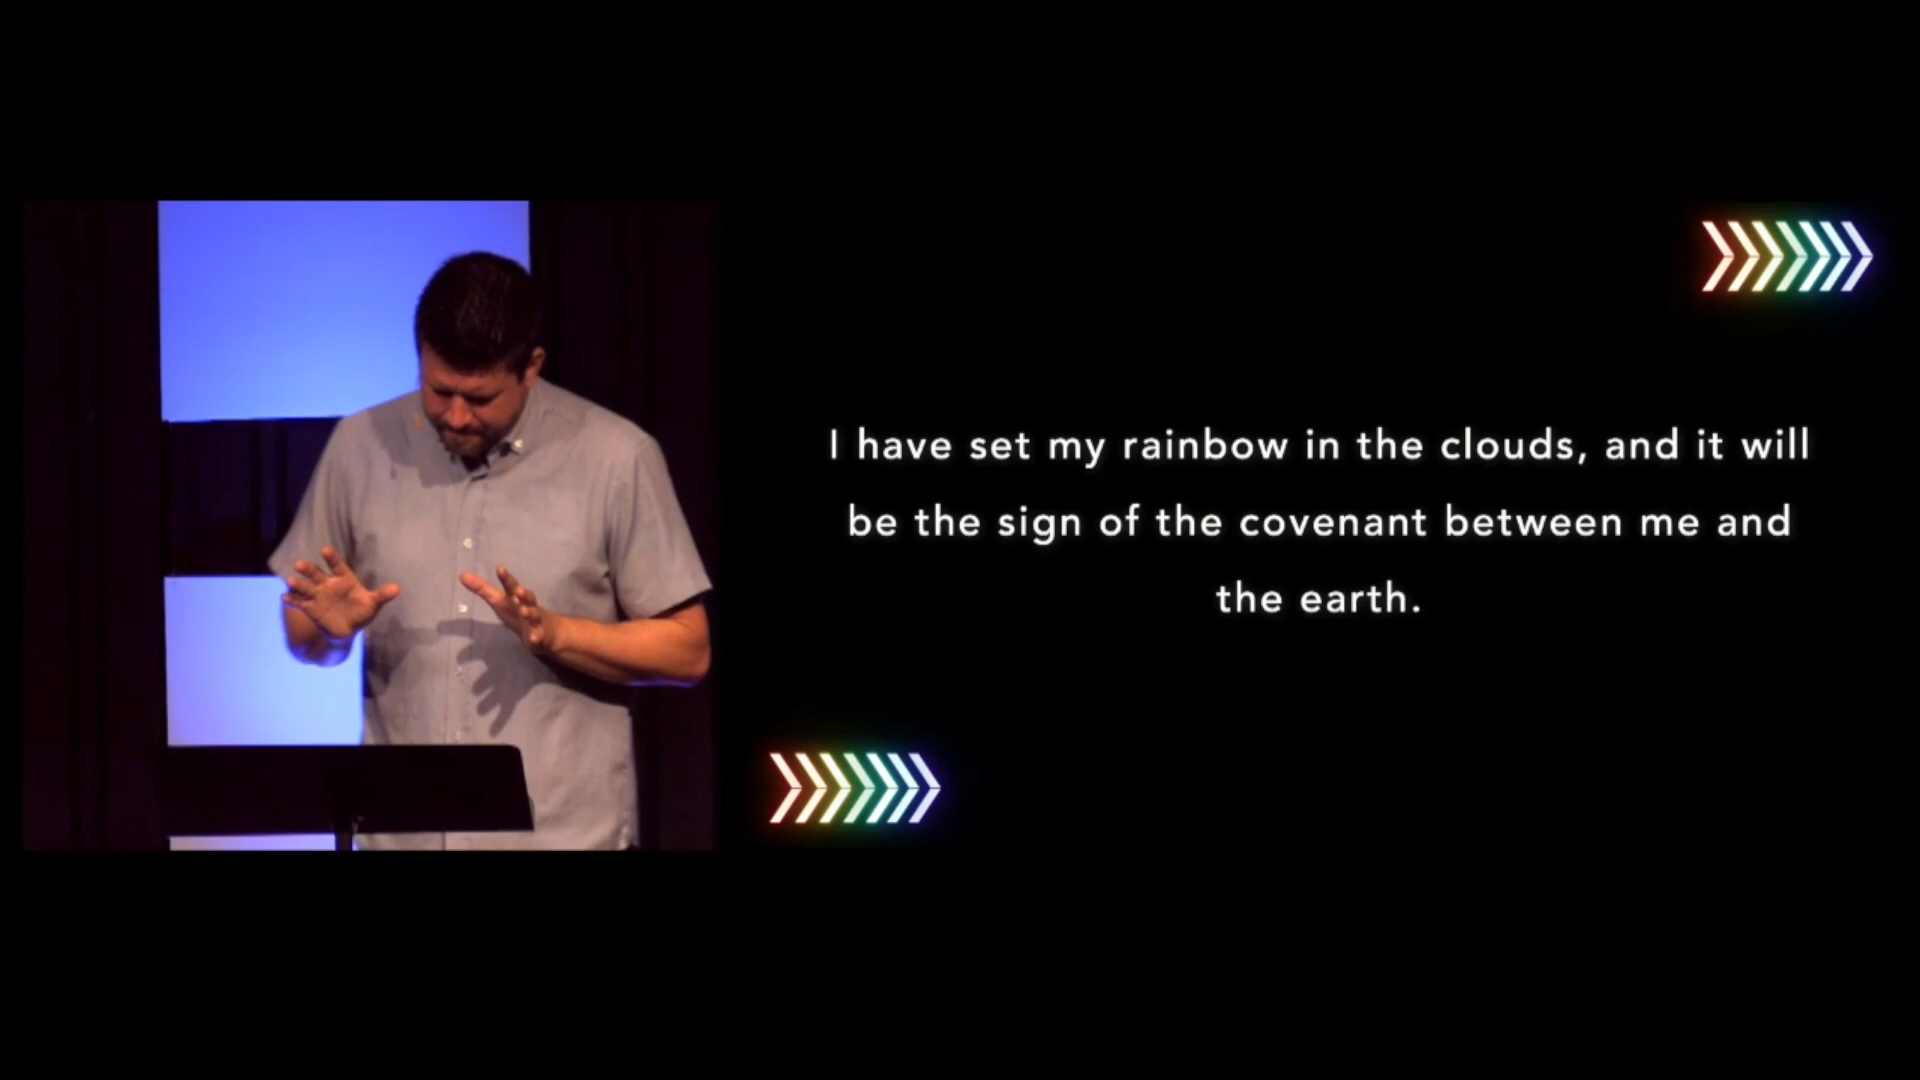 I have set my rainbow in the clouds, and it will
be the sign of the covenant between me and
the earth.